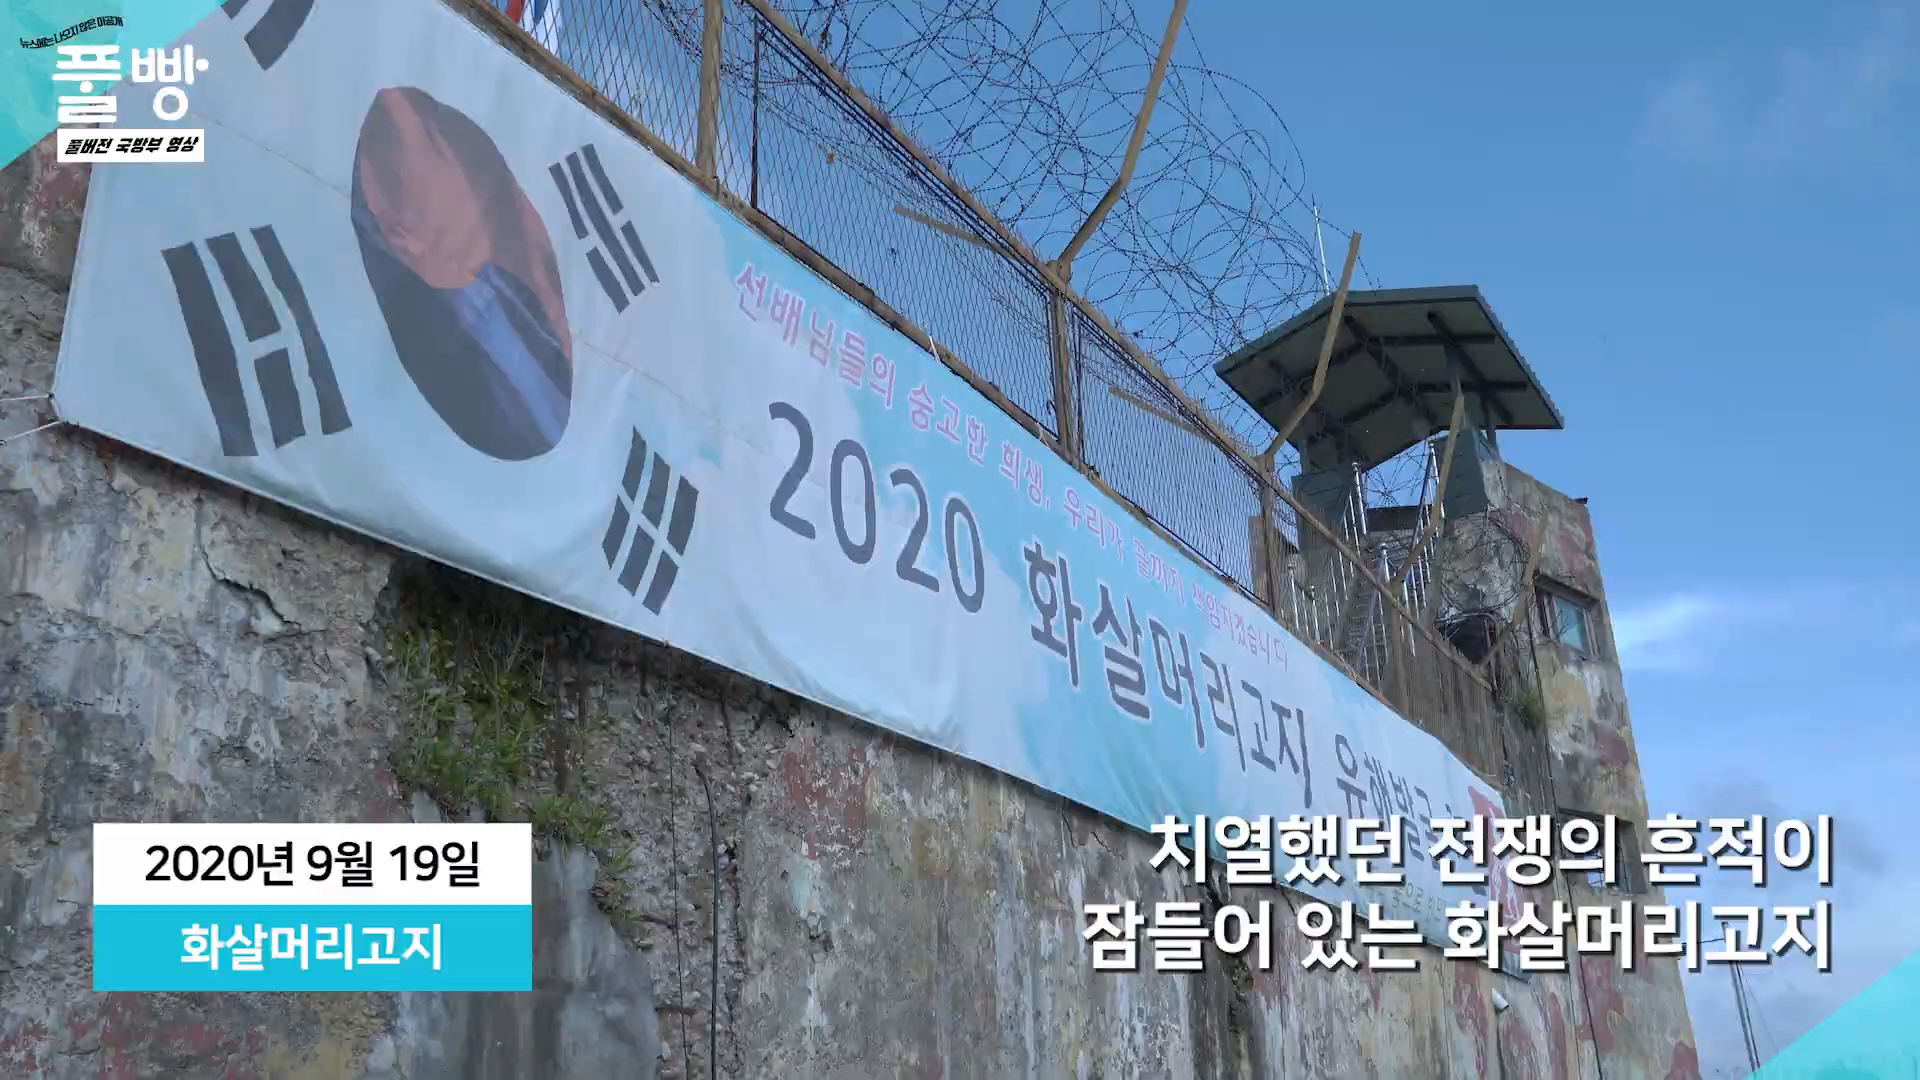 뉴스에는 나오지 않은 미공개
풀빵
풀버전 국방부 영상
선배님들의 숭고한 희생, 우리가 끝까지 책임지겠습니다
2020 화살머리고지 유해발굴
2020년 9월 19일
화살머리고지
치열했던 전쟁의 흔적이
잠들어 있는 화살머리고지